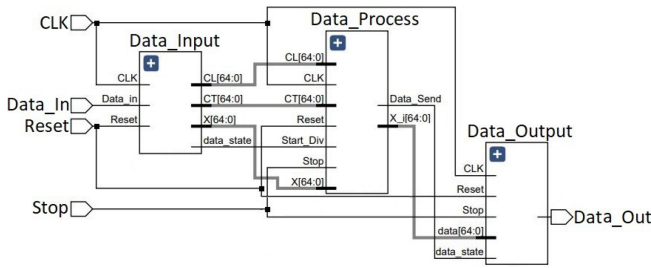 CLK
Data_In
Reset
Stop
Data_Input
CLK
Data_in
Reset
CL[64:0]
CT[64:0]
X[64:0]
data_state
Data_Process
CL[64:0]
CLK
CT[64:0]
Reset
Start_Div
Stop
X[64:0]
Data_Send
X_i[64:0]
Data_Output
CLK
Reset
Stop
data[64:0]
data_state
Data_Out